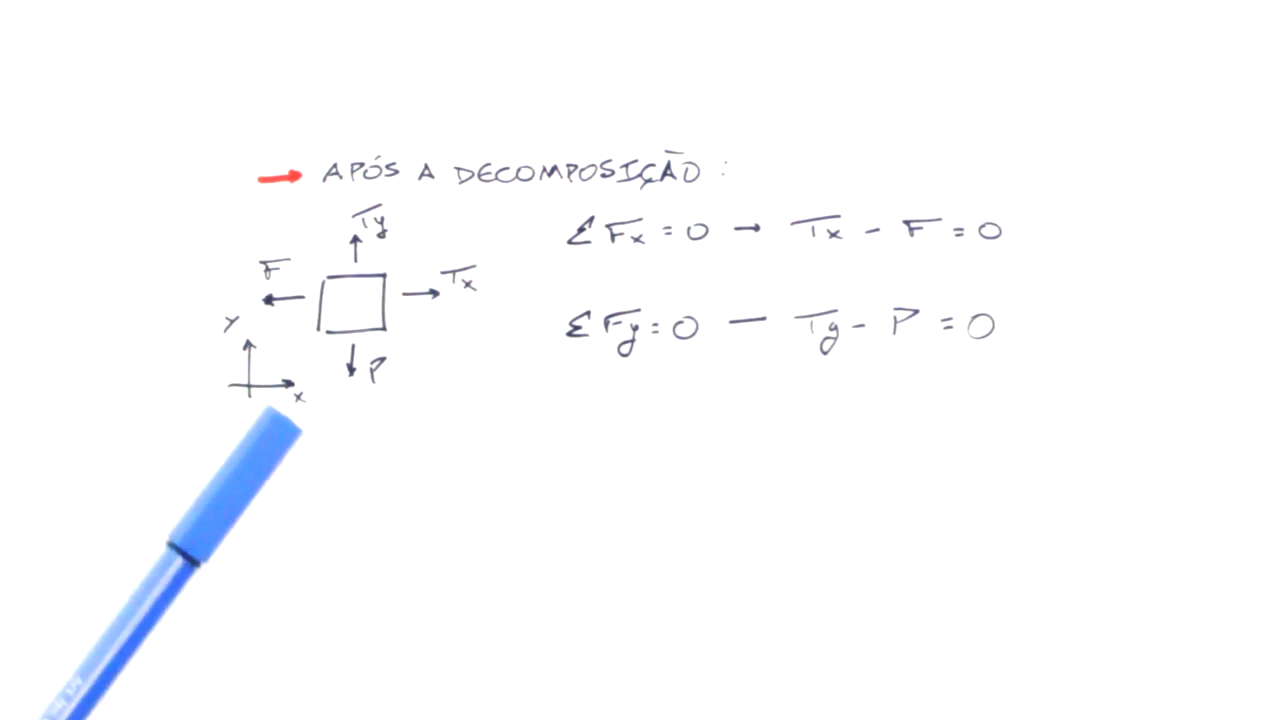 → APÓS A DECOMPOSIÇÃO :
Ty
ΣFx = 0 → Tx - F = 0
F
Tx
ΣFy = 0 — Ty - P = 0
Y
P
x